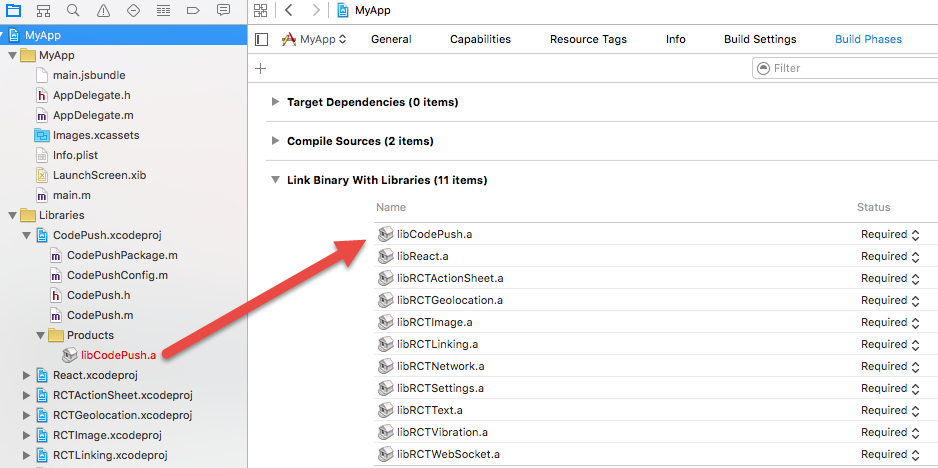 MyApp
MyApp
main.jsbundle
AppDelegate.h
AppDelegate.m
Images.xcassets
Info.plist
LaunchScreen.xib
main.m
Libraries
CodePush.xcodeproj
CodePushPackage.m
CodePushConfig.m
CodePush.h
CodePush.m
Products
libCodePush.a
React.xcodeproj
RCTActionSheet.xcodeproj
RCTGeolocation.xcodeproj
RCTImage.xcodeproj
RCTLinking.xcodeproj
MyApp
MyApp General Capabilities Resource Tags Info Build Settings Build Phases
Filter
Target Dependencies (0 items)
Compile Sources (2 items)
Link Binary With Libraries (11 items)
Name Status
libCodePush.a Required
libReact.a Required
libRCTActionSheet.a Required
libRCTGeolocation.a Required
libRCTImage.a Required
libRCTLinking.a Required
libRCTNetwork.a Required
libRCTSettings.a Required
libRCTText.a Required
libRCTVibration.a Required
libRCTWebSocket.a Required